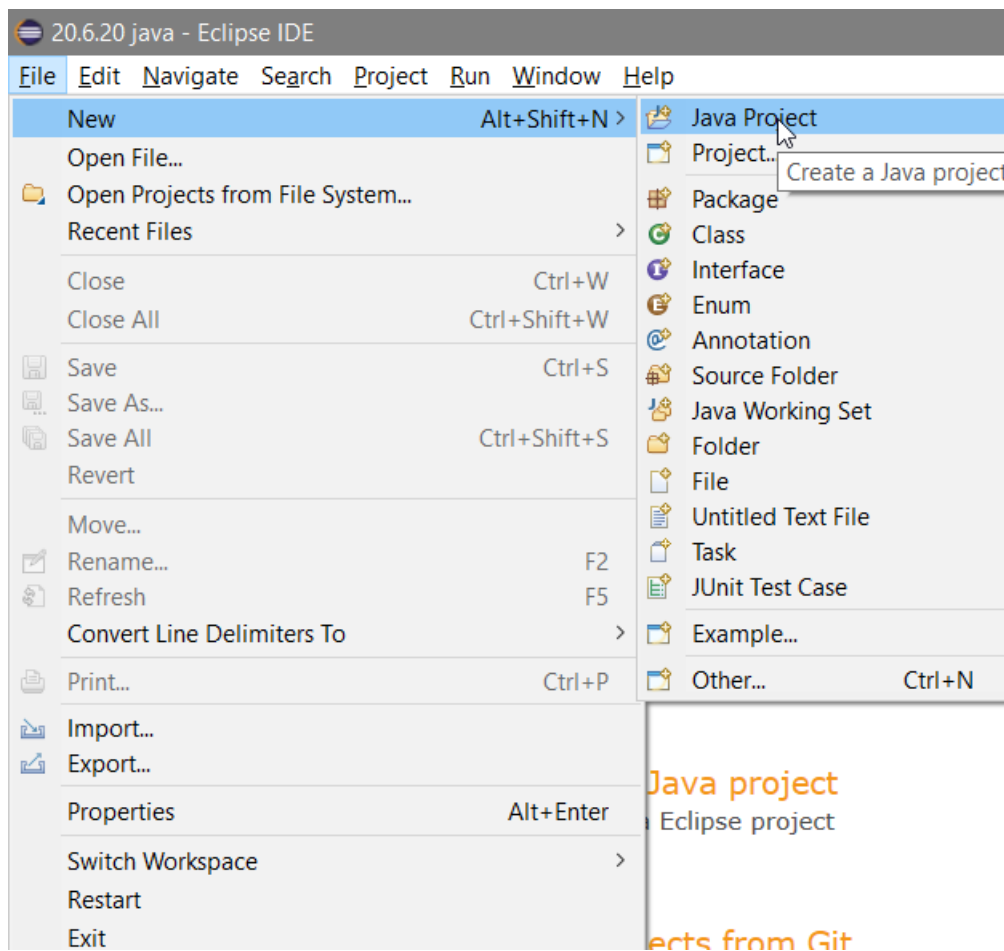 20.6.20 java - Eclipse IDE
File Edit Navigate Search Project Run Window Help
New Alt+Shift+N >
Open File...
Open Projects from File System...
Recent Files >
Close Ctrl+W
Close All Ctrl+Shift+W
Save Ctrl+S
Save As...
Save All Ctrl+Shift+S
Revert
Move...
Rename... F2
Refresh F5
Convert Line Delimiters To >
Print... Ctrl+P
Import...
Export...
Properties Alt+Enter
Switch Workspace >
Restart
Exit
Java Project
Project...
Create a Java project
Package
Class
Interface
Enum
Annotation
Source Folder
Java Working Set
Folder
File
Untitled Text File
Task
JUnit Test Case
Example...
Other... Ctrl+N
Java project
Eclipse project
ects from Git